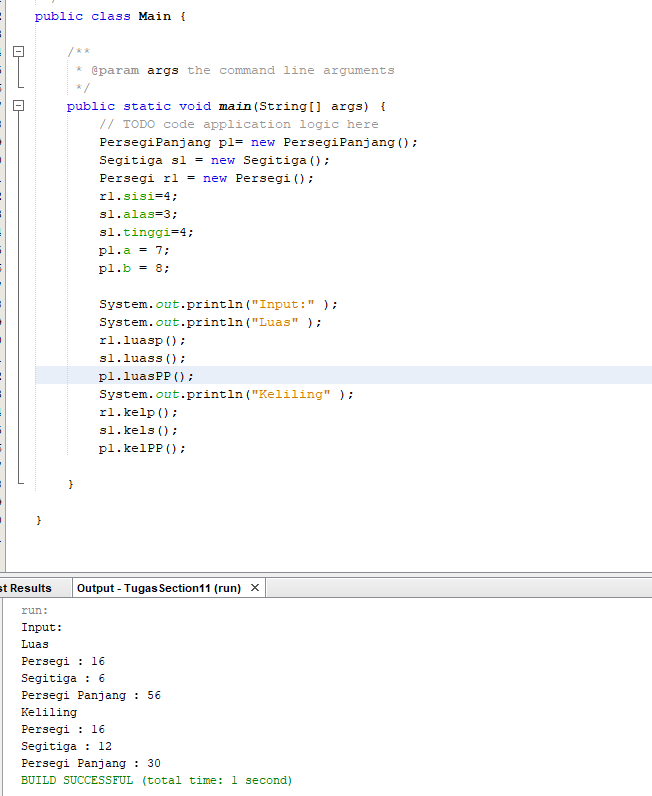 public class Main {
/**
* @param args the command line arguments
*/
public static void main(String[] args) {
// TODO code application logic here
PersegiPanjang p1= new PersegiPanjang();
Segitiga s1 = new Segitiga();
Persegi r1 = new Persegi();
r1.sisi=4;
s1.alas=3;
s1.tinggi=4;
p1.a = 7;
p1.b = 8;
System.out.println("Input:" );
System.out.println("Luas" );
r1.luasp();
s1.luass();
p1.luasPP();
System.out.println("Keliling" );
r1.kelp();
s1.kels();
p1.kelPP();
}
}
st Results Output - TugasSection11 (run) ×
run:
Input:
Luas
Persegi : 16
Segitiga : 6
Persegi Panjang : 56
Keliling
Persegi : 16
Segitiga : 12
Persegi Panjang : 30
BUILD SUCCESSFUL (total time: 1 second)